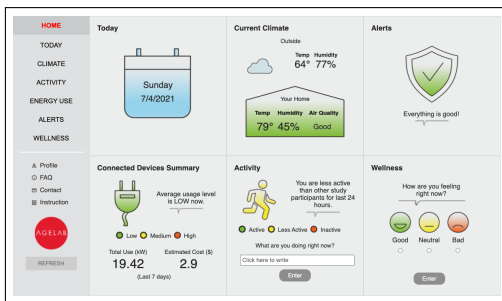 HOME
TODAY
CLIMATE
ACTIVITY
ENERGY USE
ALERTS
WELLNESS
Profile
FAQ
Contact
Instruction
AGELAB
REFRESH
Today
Sunday
7/4/2021
Current Climate
Outside
Temp Humidity
64° 77%
Your Home
Temp Humidity Air Quality
79° 45% Good
Alerts
Everything is good!
Connected Devices Summary
Average usage level
is LOW now.
Low Medium High
Total Use (kW) Estimated Cost ($)
19.42 2.9
(Last 7 days)
Activity
You are less active
than other study
participants for last 24
hours.
Active Less Active Inactive
What are you doing right now?
Click here to write
Enter
Wellness
How are you feeling
right now?
Good Neutral Bad
Enter